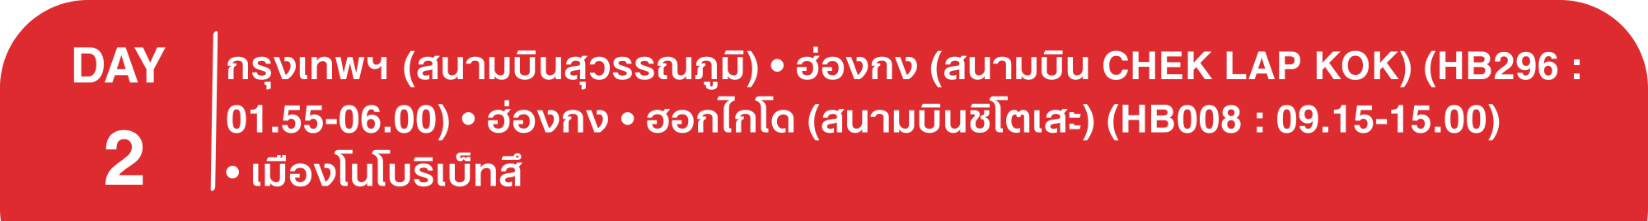 DAY
2
กรุงเทพฯ (สนามบินสุวรรณภูมิ) • ฮ่องกง (สนามบิน CHEK LAP KOK) (HB296 :
01.55-06.00) • ฮ่องกง • ฮอกไกโด (สนามบินชิโตเสะ) (HB008 : 09.15-15.00)
• เมืองโนโบริเบ็ทสึ